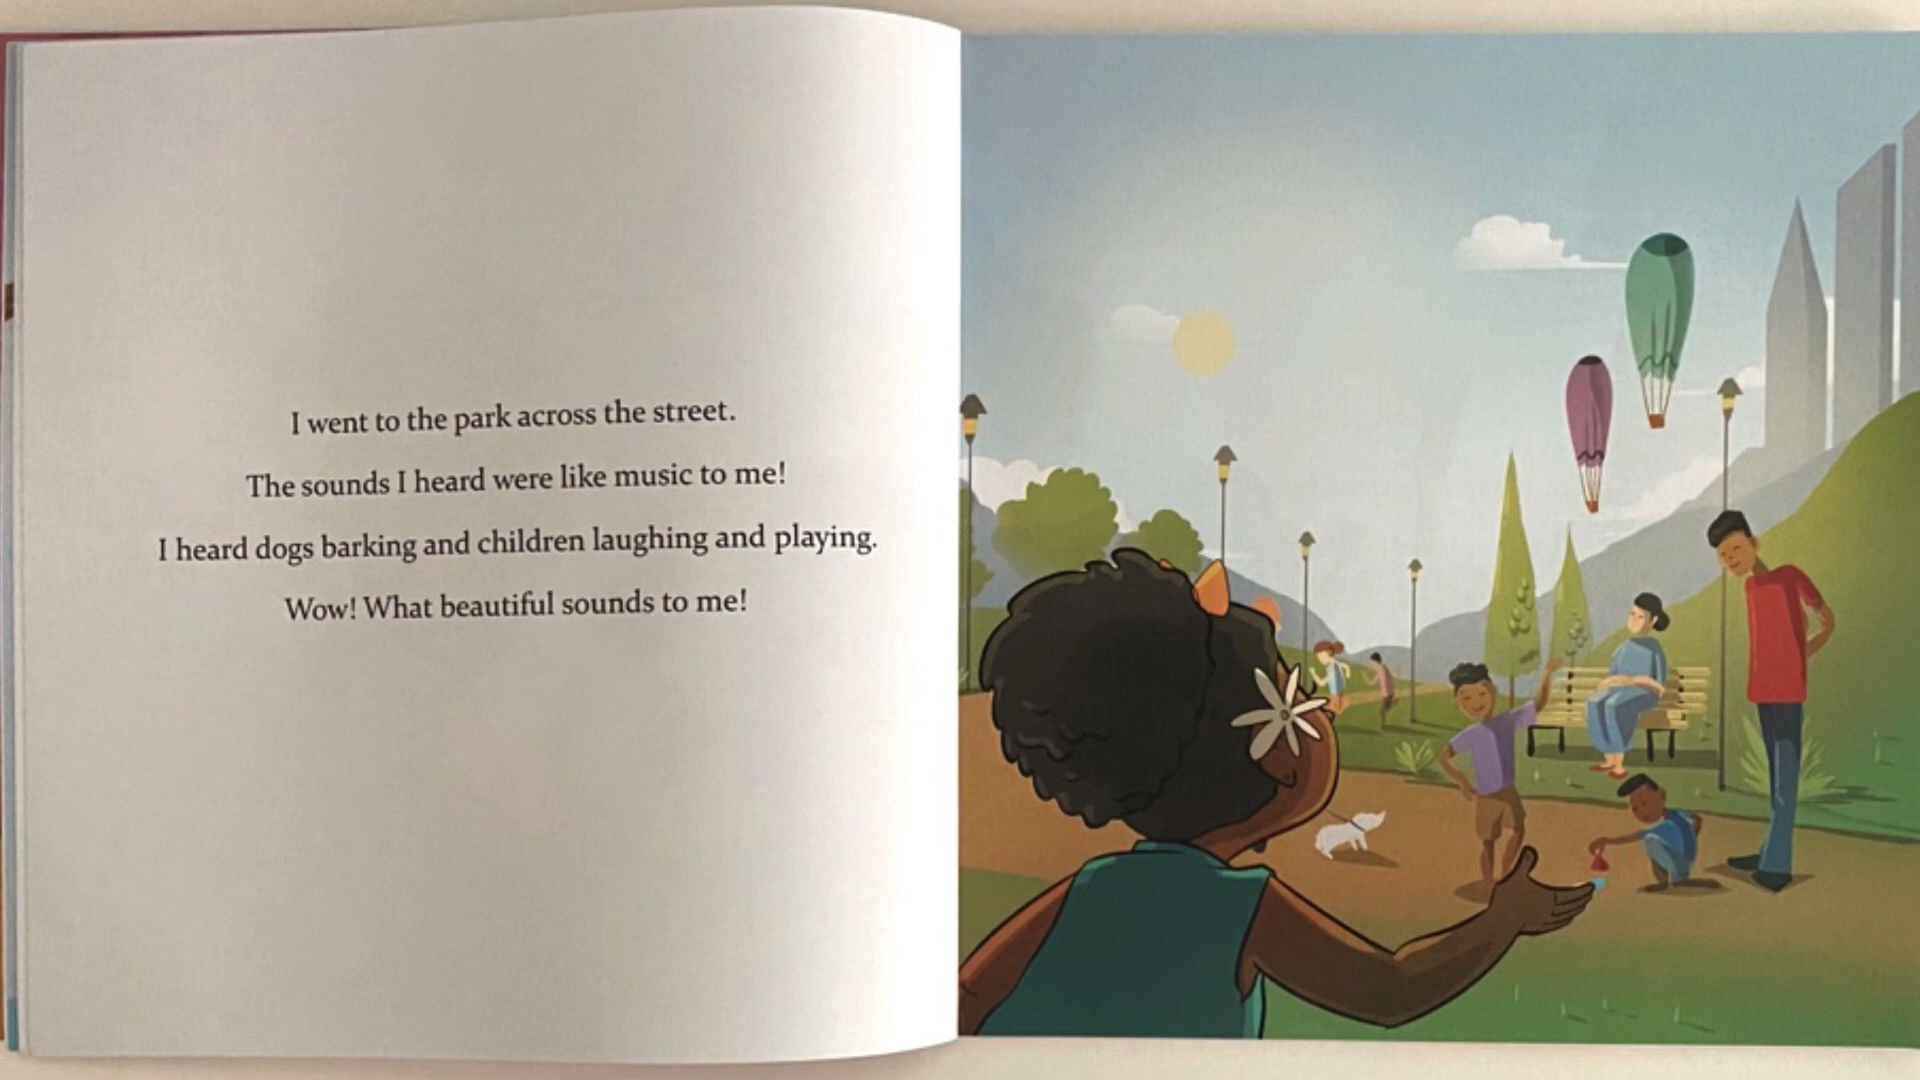 I went to the park across the street.
The sounds I heard were like music to me!
I heard dogs barking and children laughing and playing.
Wow! What beautiful sounds to me!